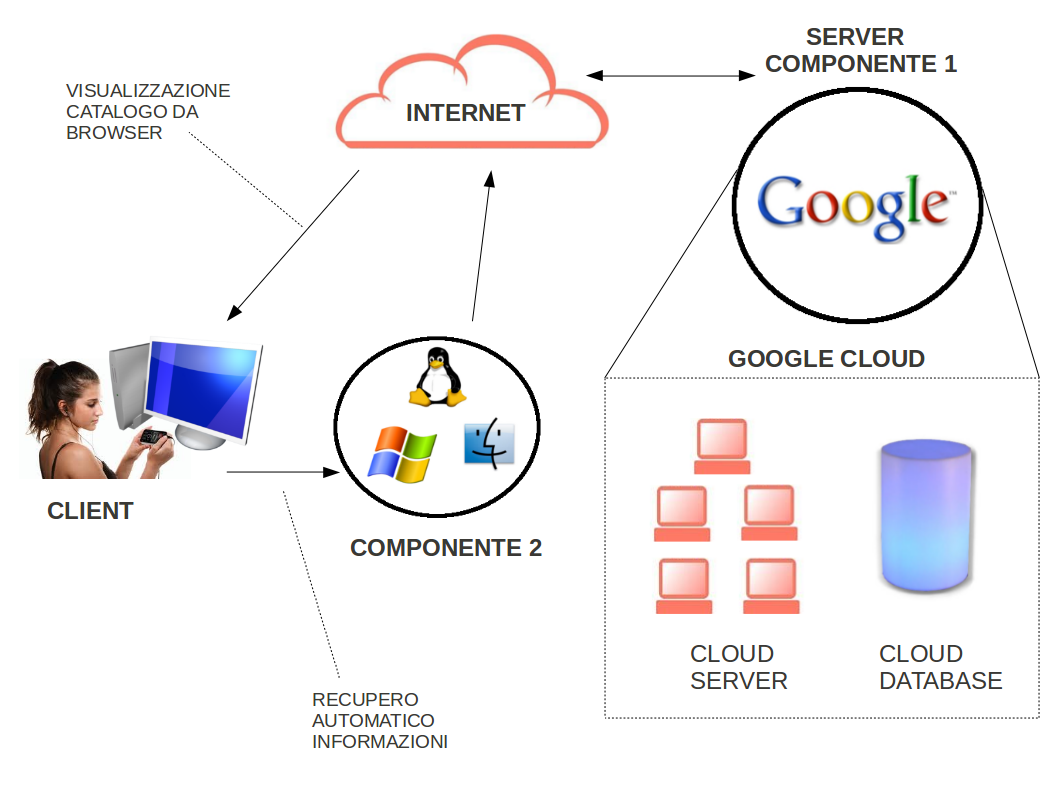 SERVER
COMPONENTE 1
VISUALIZZAZIONE
CATALOGO DA
BROWSER
INTERNET
Google™
GOOGLE CLOUD
CLIENT
COMPONENTE 2
CLOUD
SERVER
CLOUD
DATABASE
RECUPERO
AUTOMATICO
INFORMAZIONI